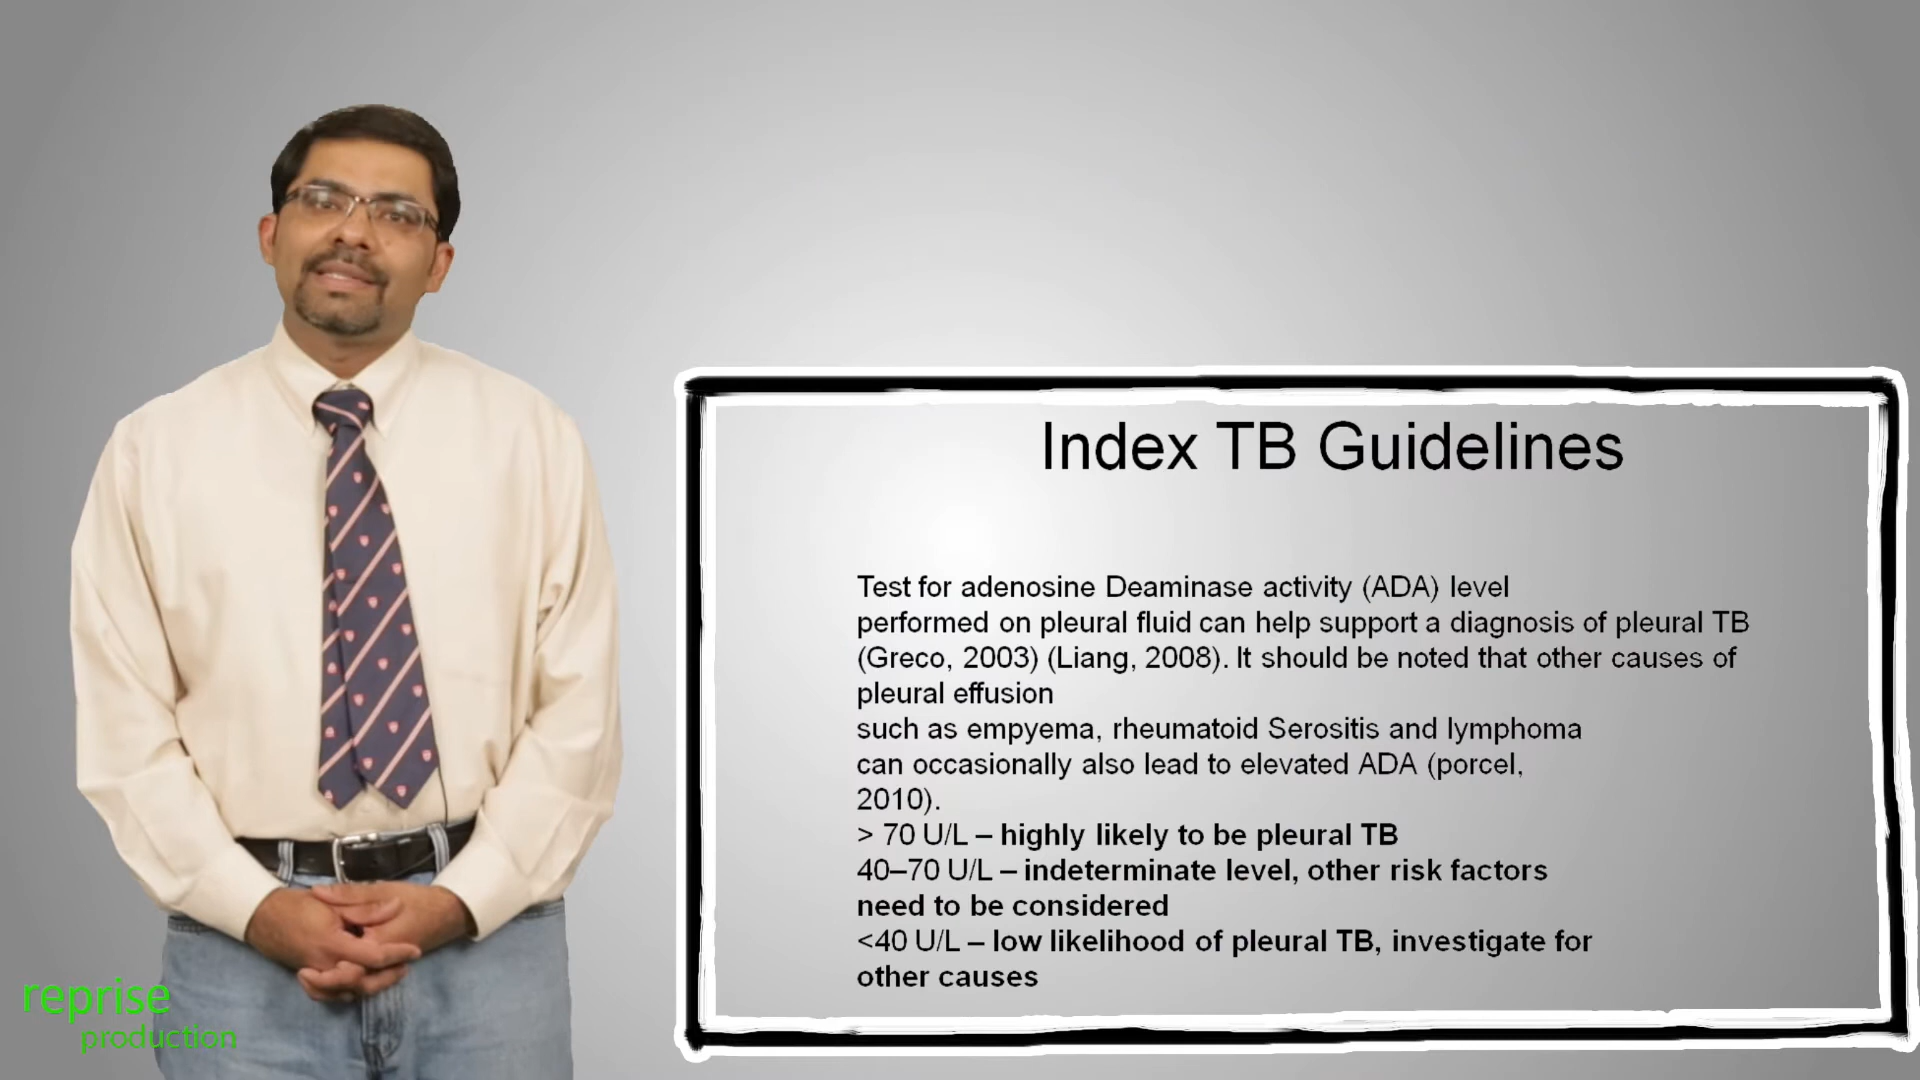 Index TB Guidelines
Test for adenosine Deaminase activity (ADA) level
performed on pleural fluid can help support a diagnosis of pleural TB
(Greco, 2003) (Liang, 2008). It should be noted that other causes of
pleural effusion
such as empyema, rheumatoid Serositis and lymphoma
can occasionally also lead to elevated ADA (porcel,
2010).
> 70 U/L – highly likely to be pleural TB
40–70 U/L – indeterminate level, other risk factors
need to be considered
<40 U/L – low likelihood of pleural TB, investigate for
other causes
reprise
production